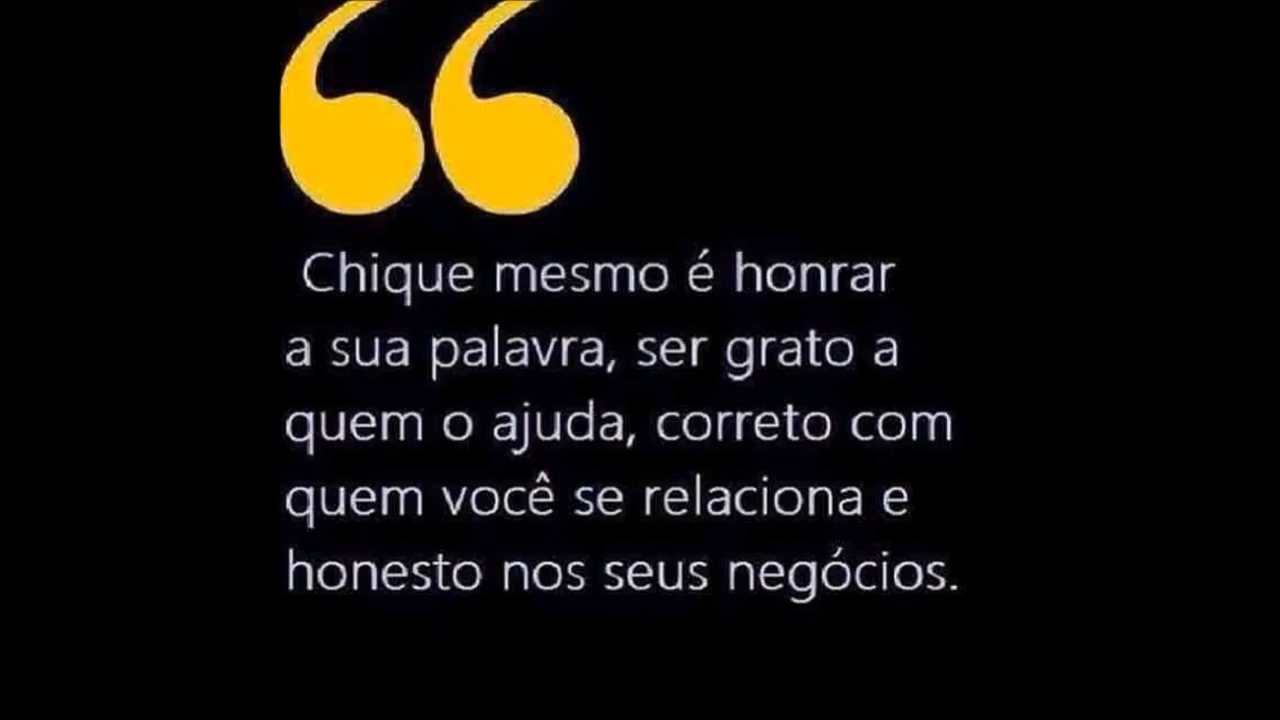 Chique mesmo é honrar
a sua palavra, ser grato a
quem o ajuda, correto com
quem você se relaciona e
honesto nos seus negócios.